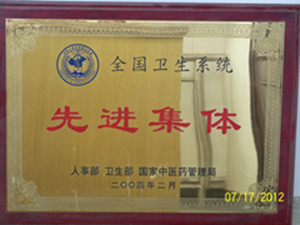 全国卫生系统
先进集体
人事部 卫生部 国家中医药管理局
二〇〇四年二月
07/17/2012